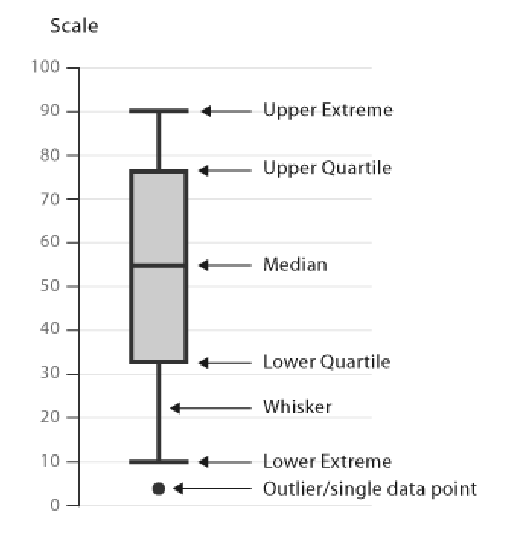 Scale
100
90
Upper Extreme
80
Upper Quartile
70
60
Median
50
40
Lower Quartile
30
Whisker
20
10
Lower Extreme
Outlier/single data point
0